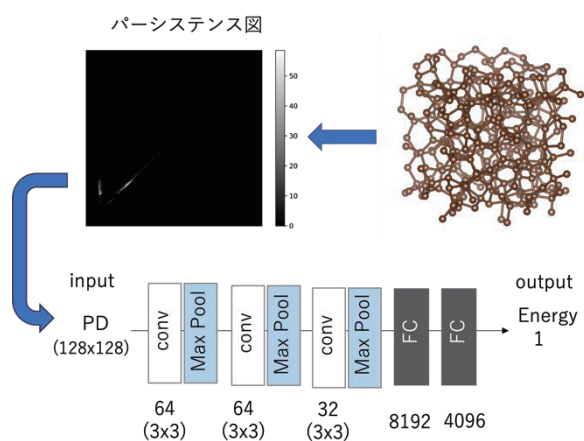 パーシステンス図
50
40
30
20
10
0
input
output
PD
(128x128)
conv
Max Pool
conv
Max Pool
conv
Max Pool
FC
FC
Energy
1
64
(3x3)
64
(3x3)
32
(3x3)
8192
4096